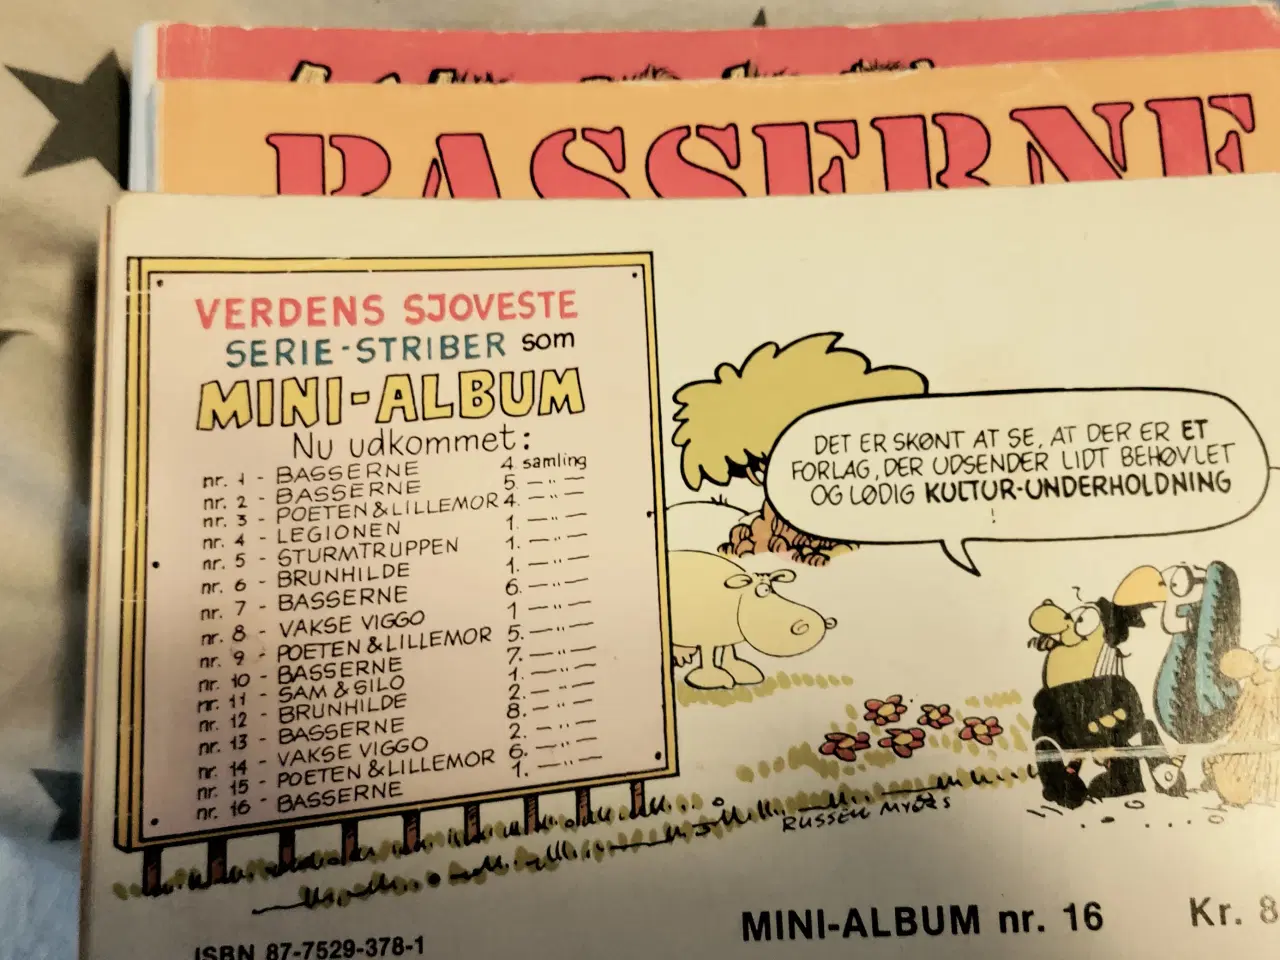 BASSERNE
VERDENS SJOVESTE
SERIE-STRIBER som
MINI-ALBUM
Nu udkommet:
nr. 1 - BASSERNE 4. samling
nr. 2 - BASSERNE 5. —"—
nr. 3 - POETEN & LILLEMOR 4. —"—
nr. 4 - LEGIONEN 1. —"—
nr. 5 - STURMTRUPPEN 1. —"—
nr. 6 - BRUNHILDE 1. —"—
nr. 7 - BASSERNE 6. —"—
nr. 8 - VAKSE VIGGO 1 —"—
nr. 9 - POETEN & LILLEMOR 5. —"—
nr. 10 - BASSERNE 7. —"—
nr. 11 - SAM & SILO 1. —"—
nr. 12 - BRUNHILDE 2. —"—
nr. 13 - BASSERNE 8. —"—
nr. 14 - VAKSE VIGGO 2. —"—
nr. 15 - POETEN & LILLEMOR 6. —"—
nr. 16 - BASSERNE 1. —"—
DET ER SKØNT AT SE, AT DER ER ET
FORLAG, DER UDSENDER LIDT BEHØVLET
OG LØDIG KULTUR-UNDERHOLDNING
!
RUSSELL MYERS
MINI-ALBUM nr. 16 Kr. 8
ISBN 87-7529-378-1